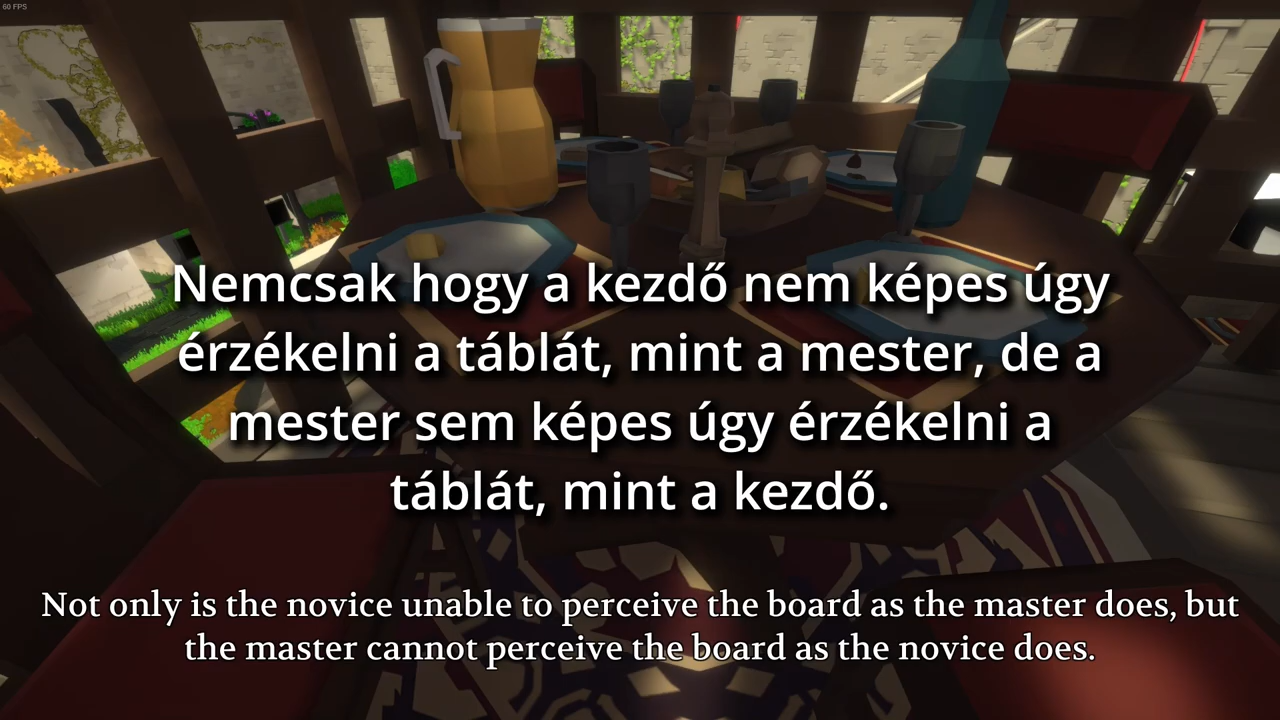 60 FPS
Nemcsak hogy a kezdő nem képes úgy
érzékelni a táblát, mint a mester, de a
mester sem képes úgy érzékelni a
táblát, mint a kezdő.
Not only is the novice unable to perceive the board as the master does, but
the master cannot perceive the board as the novice does.